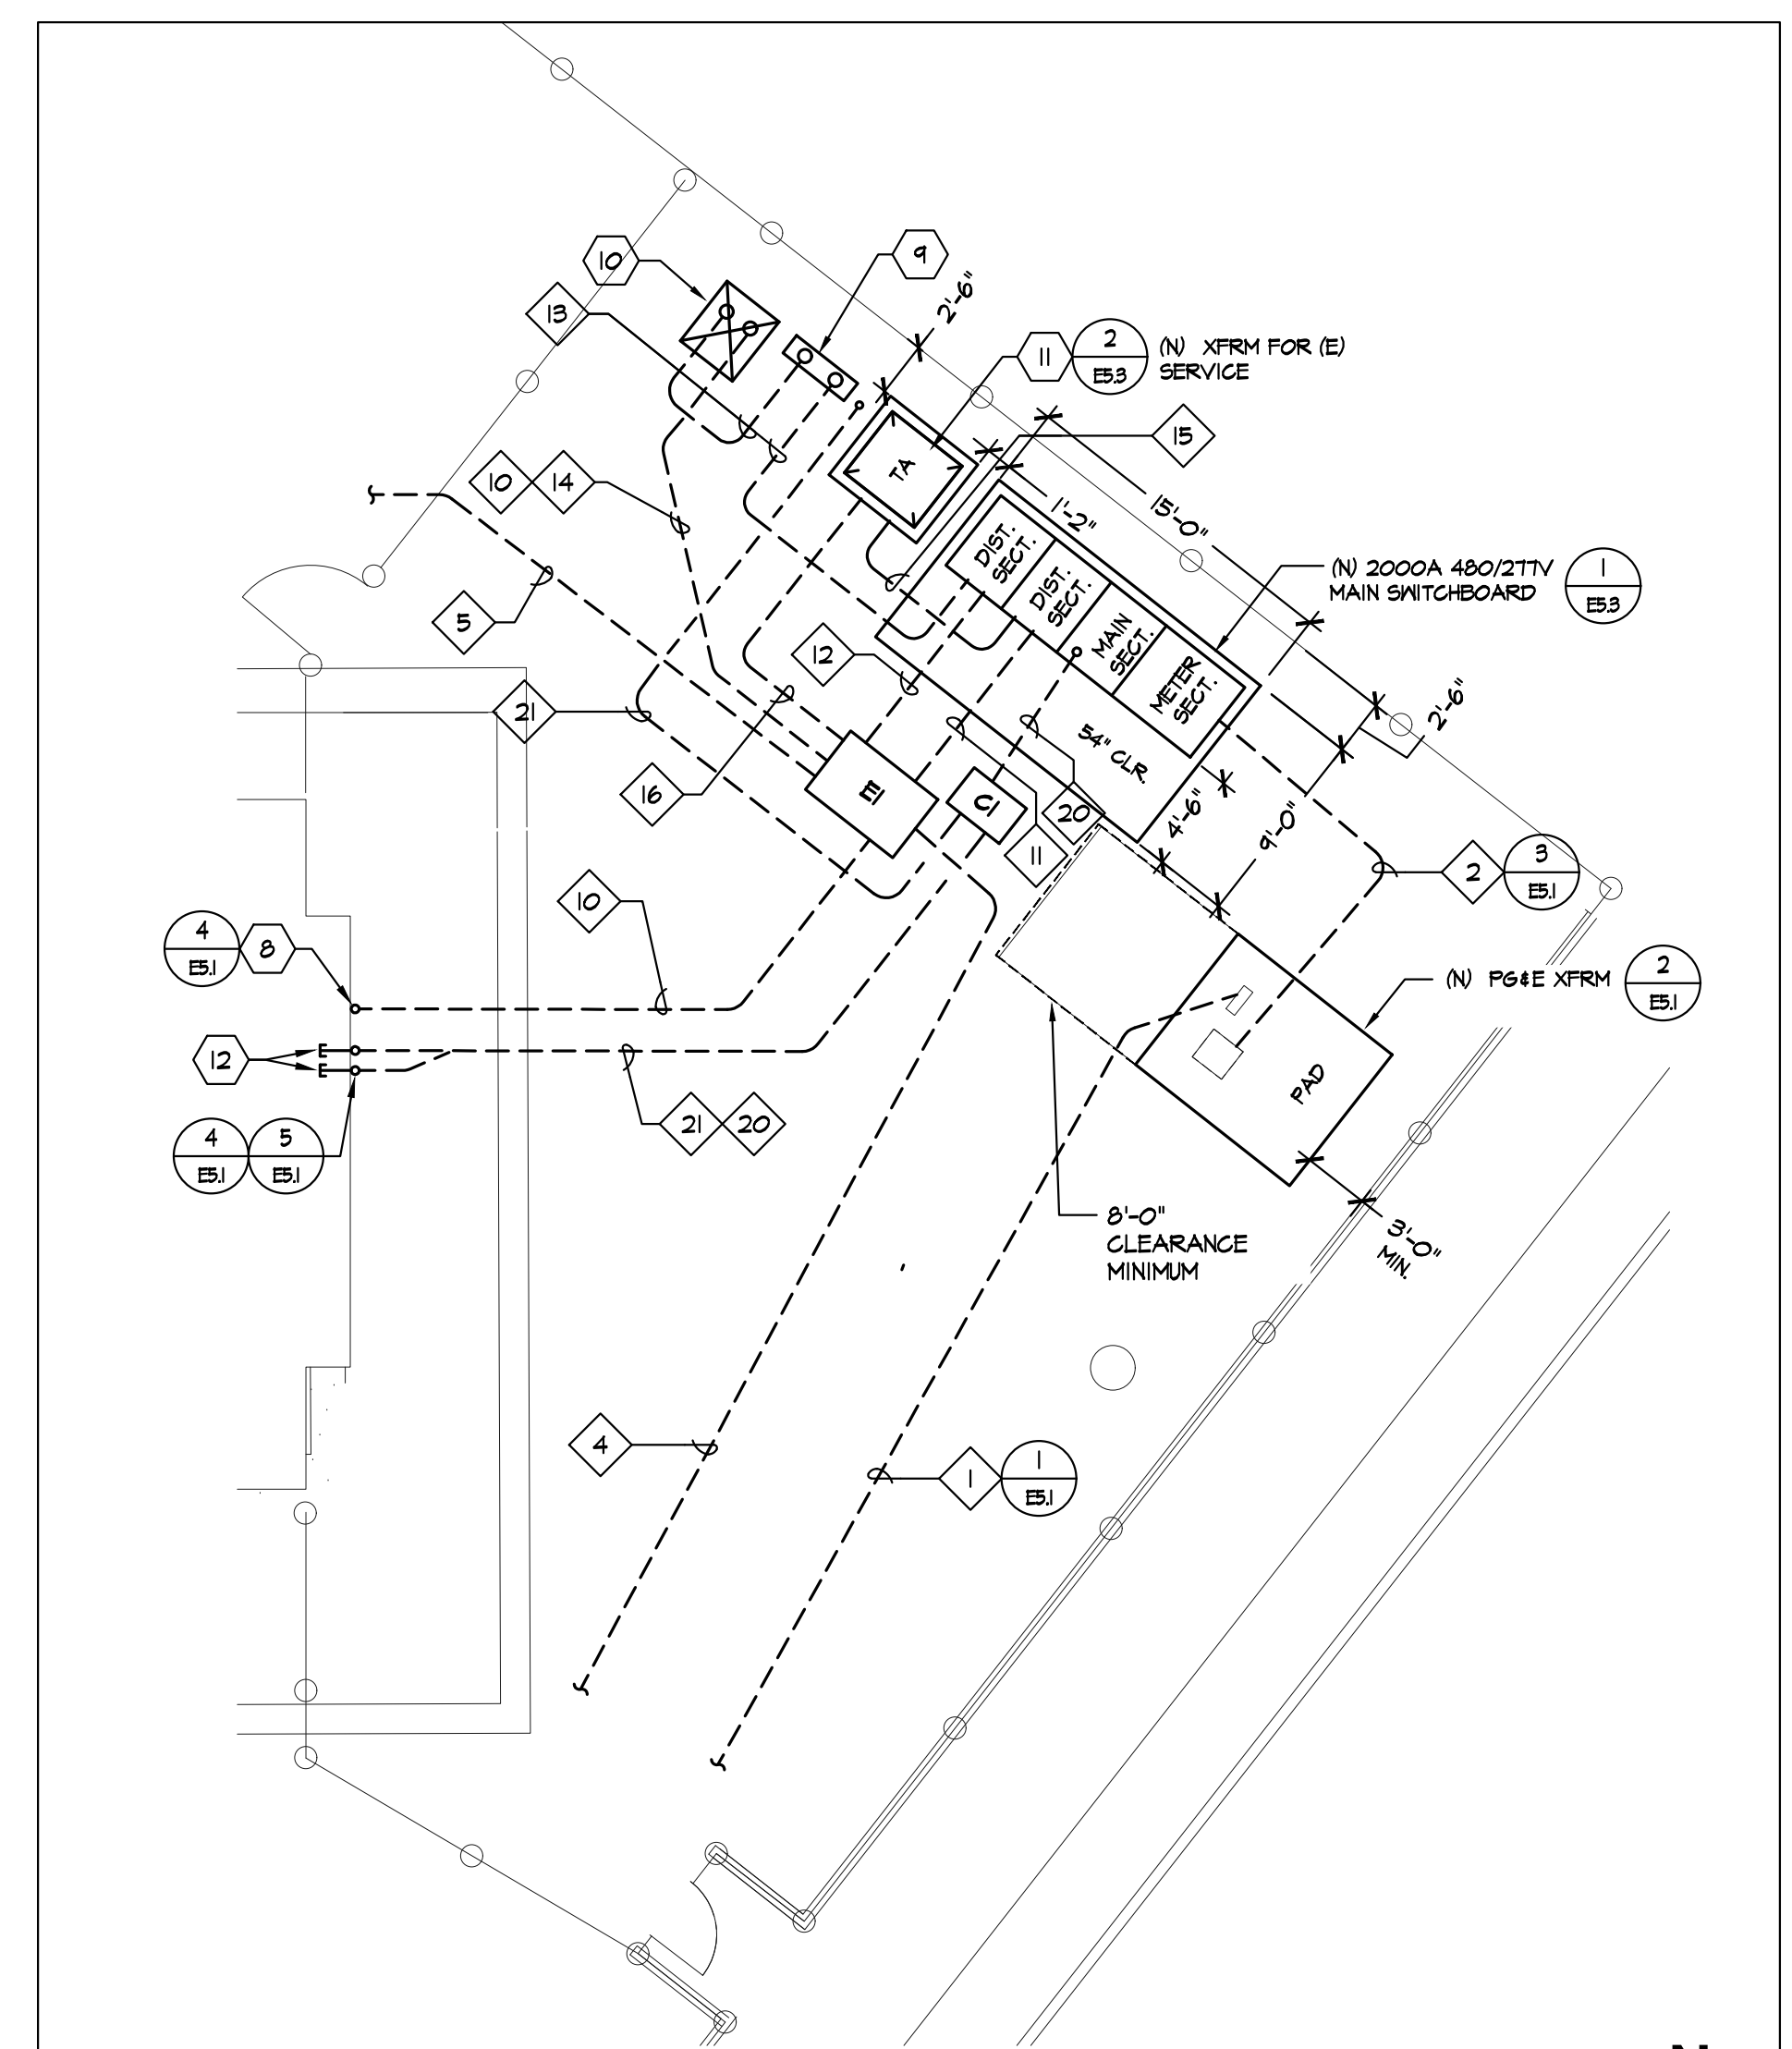 10
9
13
2'-6"
11
2
E5.3
(N) XFRM FOR (E)
SERVICE
15
TA
10
14
1'-2"
15'-0"
DIST.
SECT.
DIST.
SECT.
MAIN
SECT.
METER
SECT.
(N) 2000A 480/277V
MAIN SWITCHBOARD
1
E5.3
5
12
21
54" CLR.
2'-6"
16
E1
C1
20
11
4'-6"
9'-0"
2
3
E5.1
10
4
E5.1
8
(N) PG&E XFRM
2
E5.1
12
PAD
21
20
4
E5.1
5
E5.1
8'-0"
CLEARANCE
MINIMUM
3'-0"
MIN.
4
1
1
E5.1